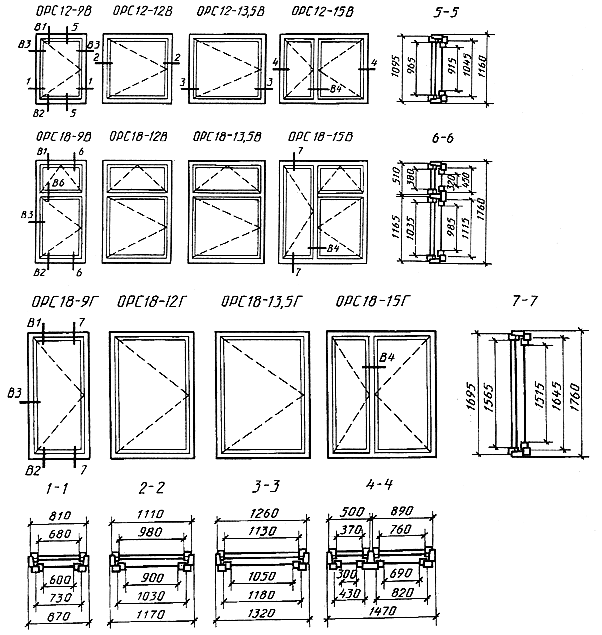 ОРС12-9В ОРС12-12В ОРС12-13,5В ОРС12-15В 5-5
В1 5
В3 В3 2 2 4 4
1 1 3 3 В4
В2 5
1095 965 915 1045 1160
ОРС18-9В ОРС18-12В ОРС18-13,5В ОРС18-15В 6-6
В1 6 7
В6
В3
В4
В2 6 7
510 380 320 450
1165 1035 985 1115 1760
ОРС18-9Г ОРС18-12Г ОРС18-13,5Г ОРС18-15Г 7-7
В1 7
В4
В3
В2 7
1695 1565 1515 1645 1760
1-1 2-2 3-3 4-4
810 1110 1260 500 890
680 980 1130 370 760
600 900 1050 300 690
730 1030 1180 430 820
870 1170 1320 1470